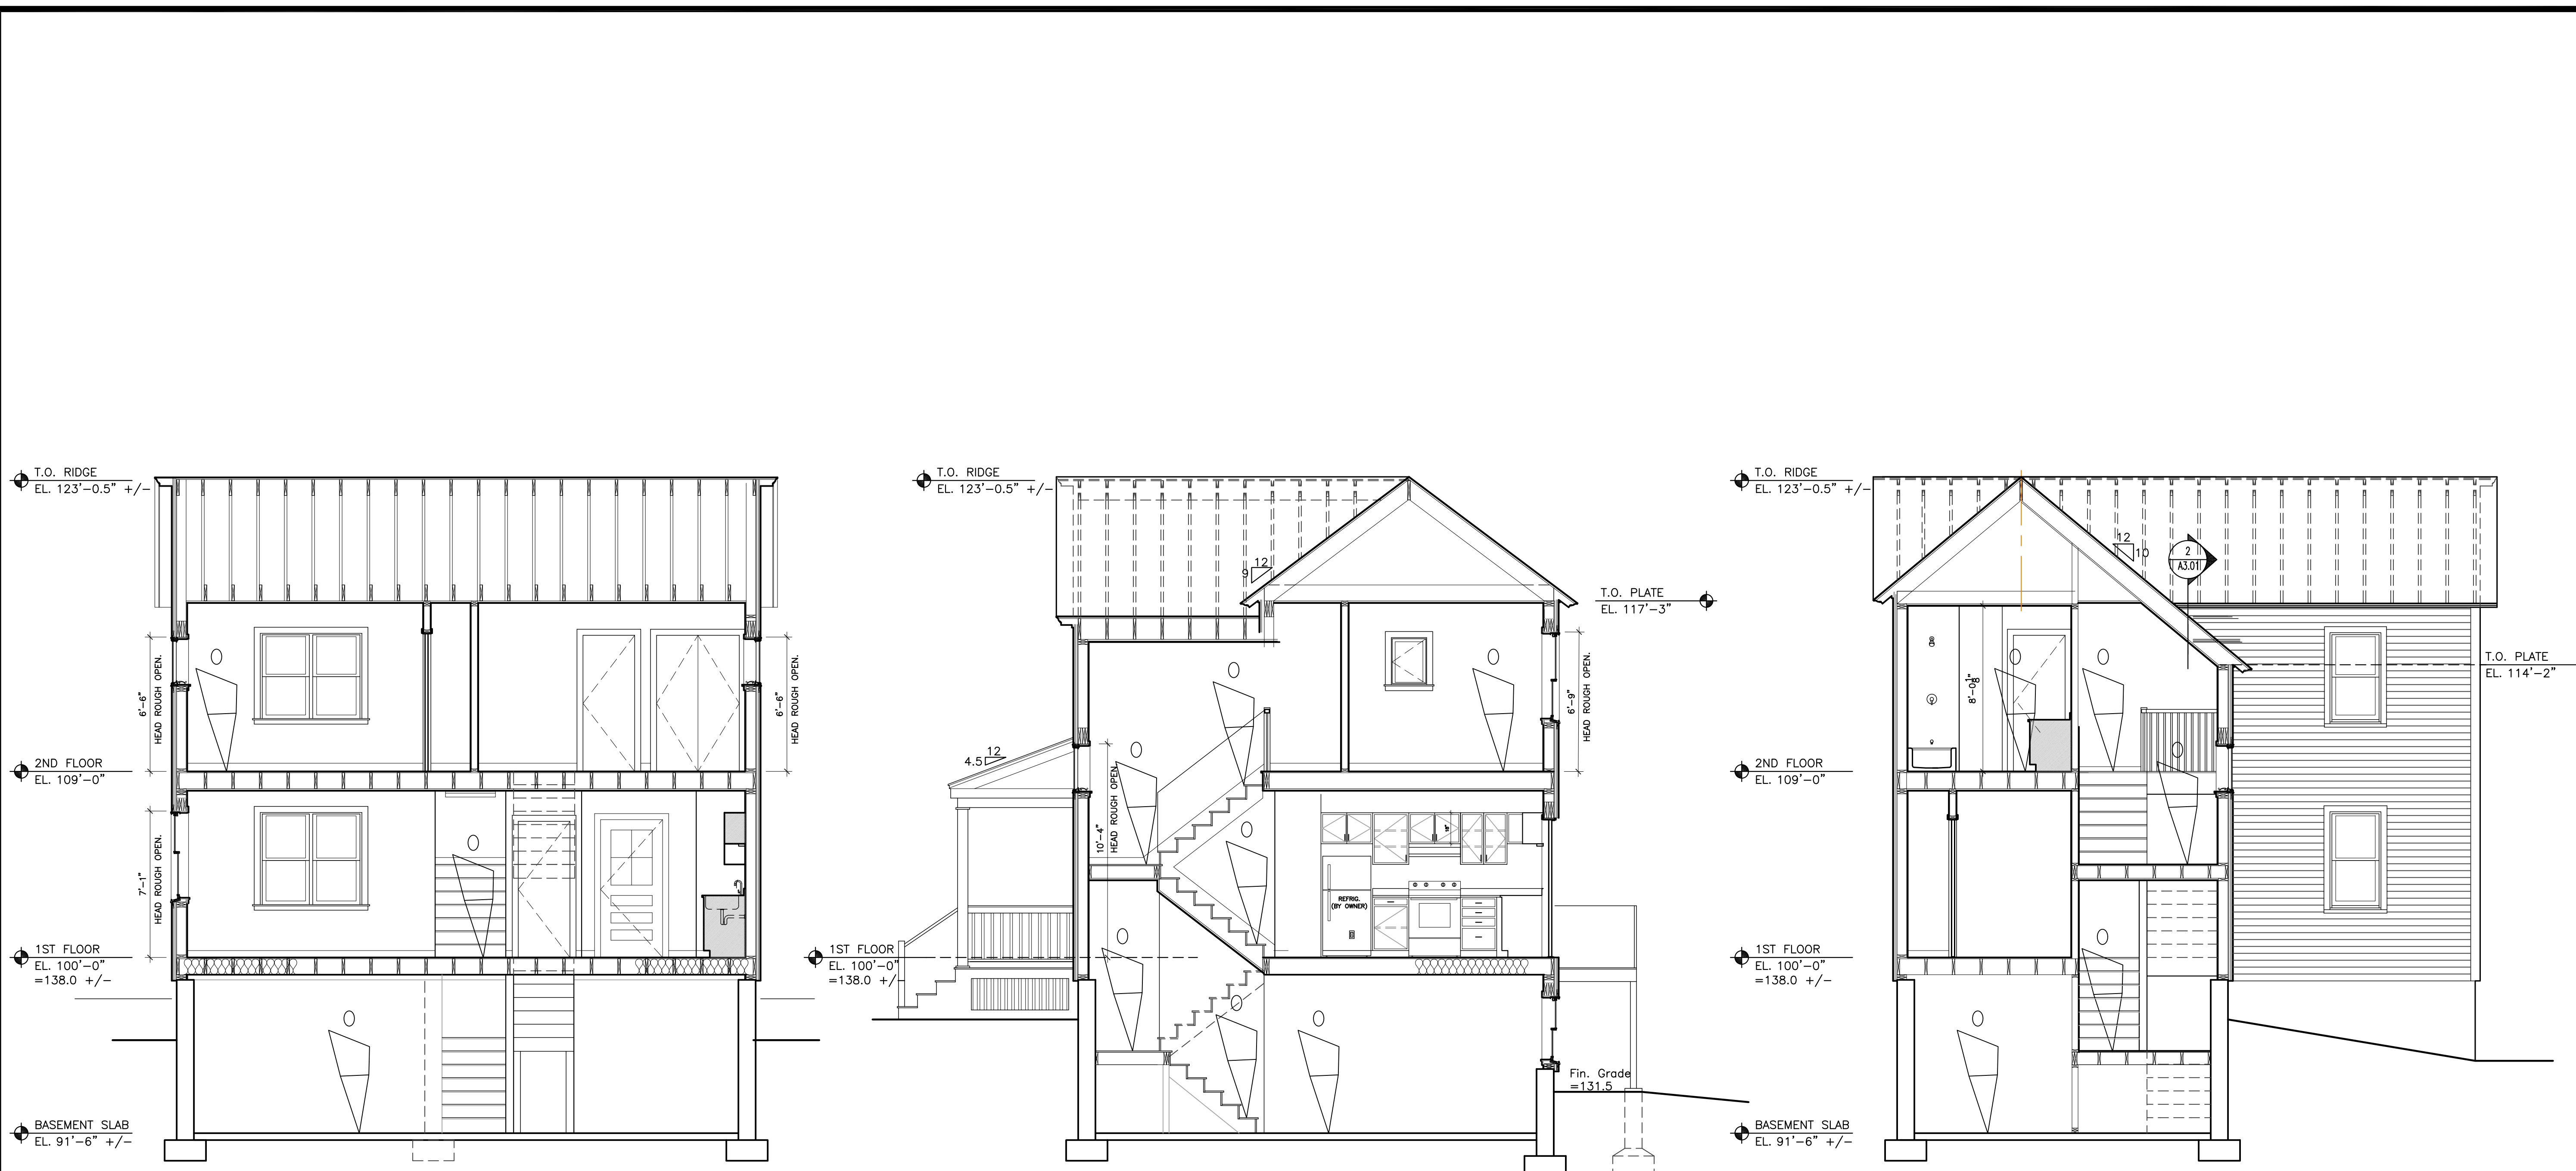 T.O. RIDGE
EL. 123'-0.5" +/-
6'-6"
HEAD ROUGH OPEN.
6'-6"
HEAD ROUGH OPEN.
2ND FLOOR
EL. 109'-0"
7'-1"
HEAD ROUGH OPEN.
1ST FLOOR
EL. 100'-0"
=138.0 +/-
BASEMENT SLAB
EL. 91'-6" +/-
T.O. RIDGE
EL. 123'-0.5" +/-
12
9
T.O. PLATE
EL. 117'-3"
6'-9"
HEAD ROUGH OPEN.
12
4.5
10'-4"
HEAD ROUGH OPEN.
18"
REFRIG.
(BY OWNER)
1ST FLOOR
EL. 100'-0"
=138.0 +/-
Fin. Grade
=131.5
T.O. RIDGE
EL. 123'-0.5" +/-
12
10
2
A3.01
T.O. PLATE
EL. 114'-2"
8'-0 1/8"
2ND FLOOR
EL. 109'-0"
1ST FLOOR
EL. 100'-0"
=138.0 +/-
BASEMENT SLAB
EL. 91'-6" +/-